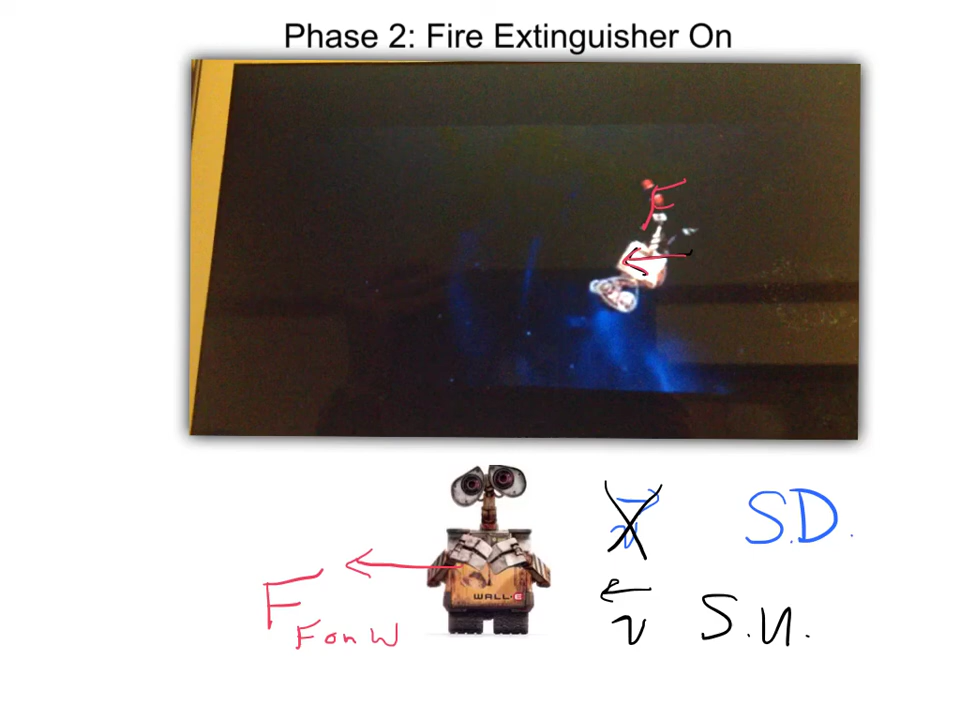 Phase 2: Fire Extinguisher On
F
WALL·E
v S.D.
F
F on W
v S.U.